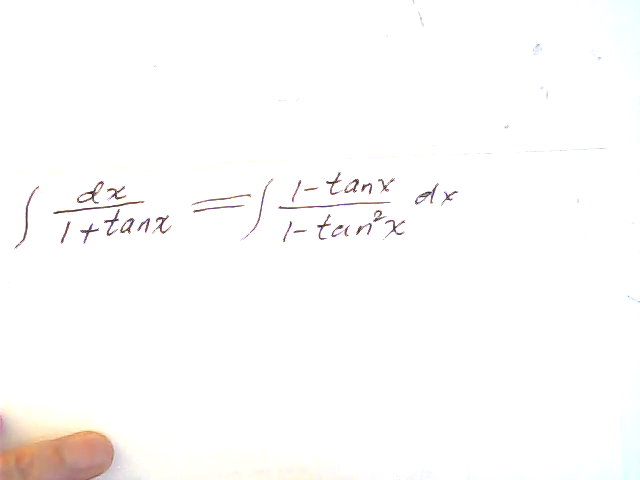 ∫ dx / (1+tanx) = ∫ (1-tanx) / (1-tan²x) dx